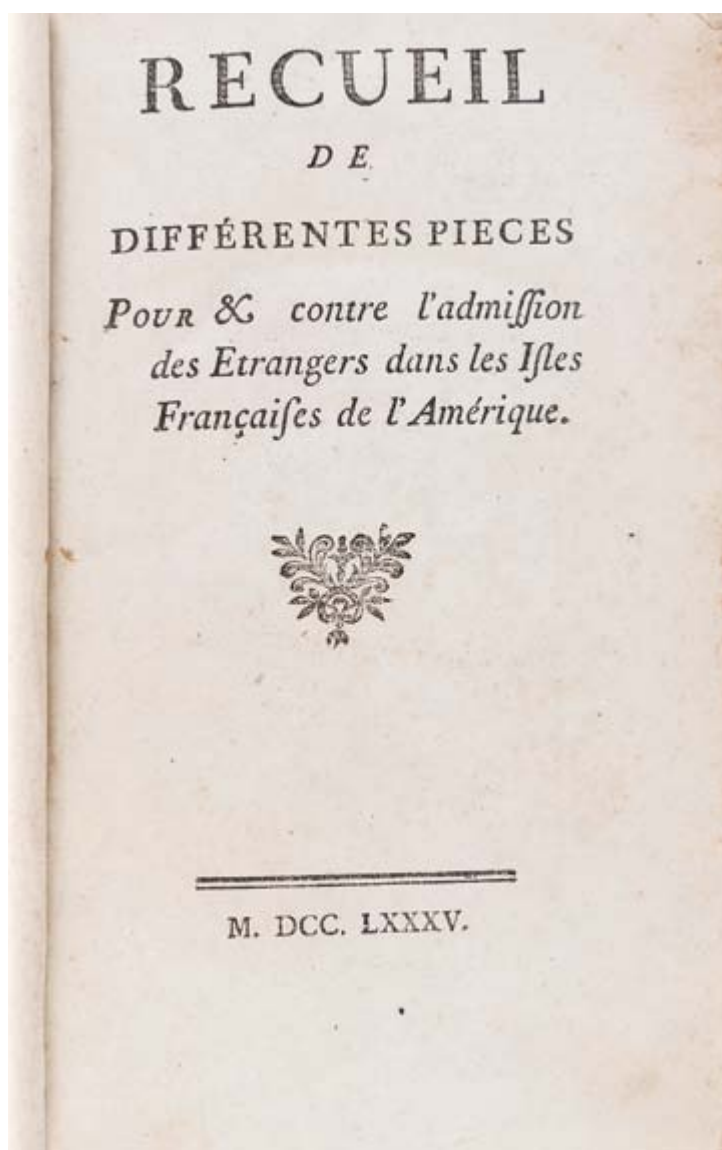 RECUEIL
DE
DIFFÉRENTES PIECES
POUR & contre l'admiſſion
des Etrangers dans les Iſles
Françaiſes de l'Amérique.
M. DCC. LXXXV.